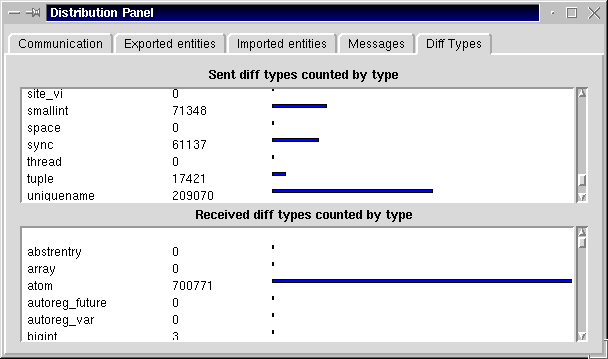 Distribution Panel
Communication Exported entities Imported entities Messages Diff Types
Sent diff types counted by type
site_vi 0
smallint 71348
space 0
sync 61137
thread 0
tuple 17421
uniquename 209070
Received diff types counted by type
abstrentry 0
array 0
atom 700771
autoreg_future 0
autoreg_var 0
bigint 3